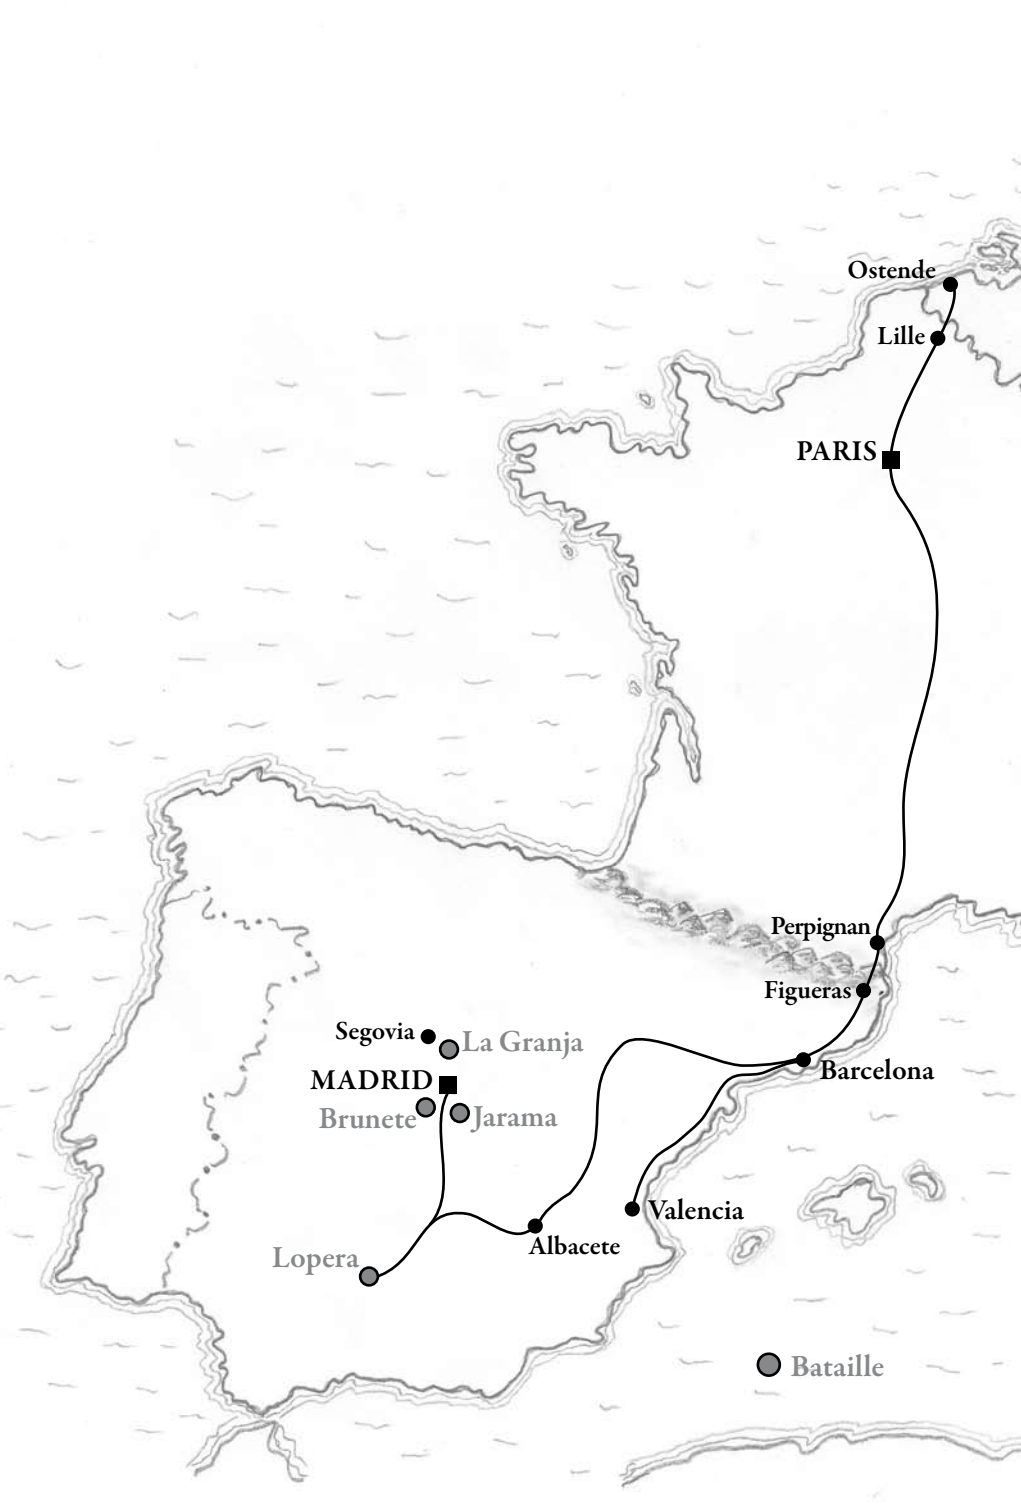 Ostende
Lille
PARIS
Perpignan
Figueras
Segovia
La Granja
Barcelona
MADRID
Brunete
Jarama
Valencia
Albacete
Lopera
Bataille